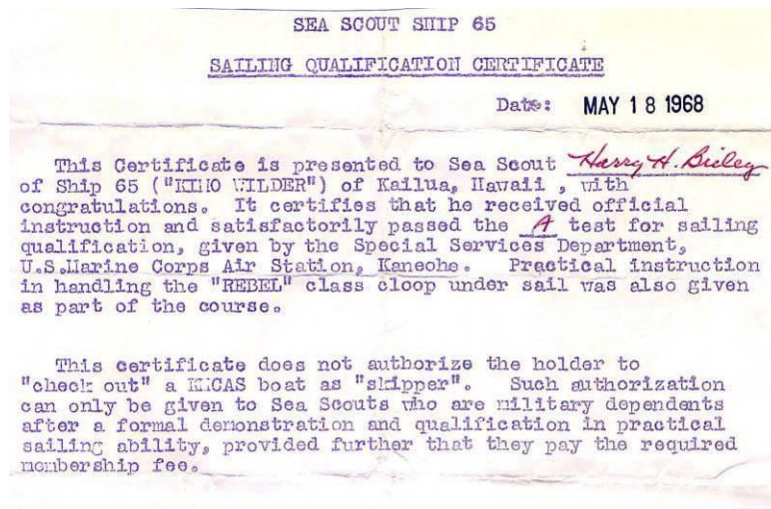 SEA SCOUT SHIP 65
SAILING QUALIFICATION CERTIFICATE
Date: MAY 18 1968
This Certificate is presented to Sea Scout Harry H.
of Ship 65 ("KIMO WILDER") of Kailua, Hawaii , with
congratulations. It certifies that he received official
instruction and satisfactorily passed the A test for sailing
qualification, given by the Special Services Department,
U.S.Marine Corps Air Station, Kaneohe. Practical instruction
in handling the "REBEL" class cloop under sail was also given
as part of the course.
This certificate does not authorize the holder to
"check out" a KMCAS boat as "skipper". Such authorization
can only be given to Sea Scouts who are military dependents
after a formal demonstration and qualification in practical
sailing ability, provided further that they pay the required
membership fee.